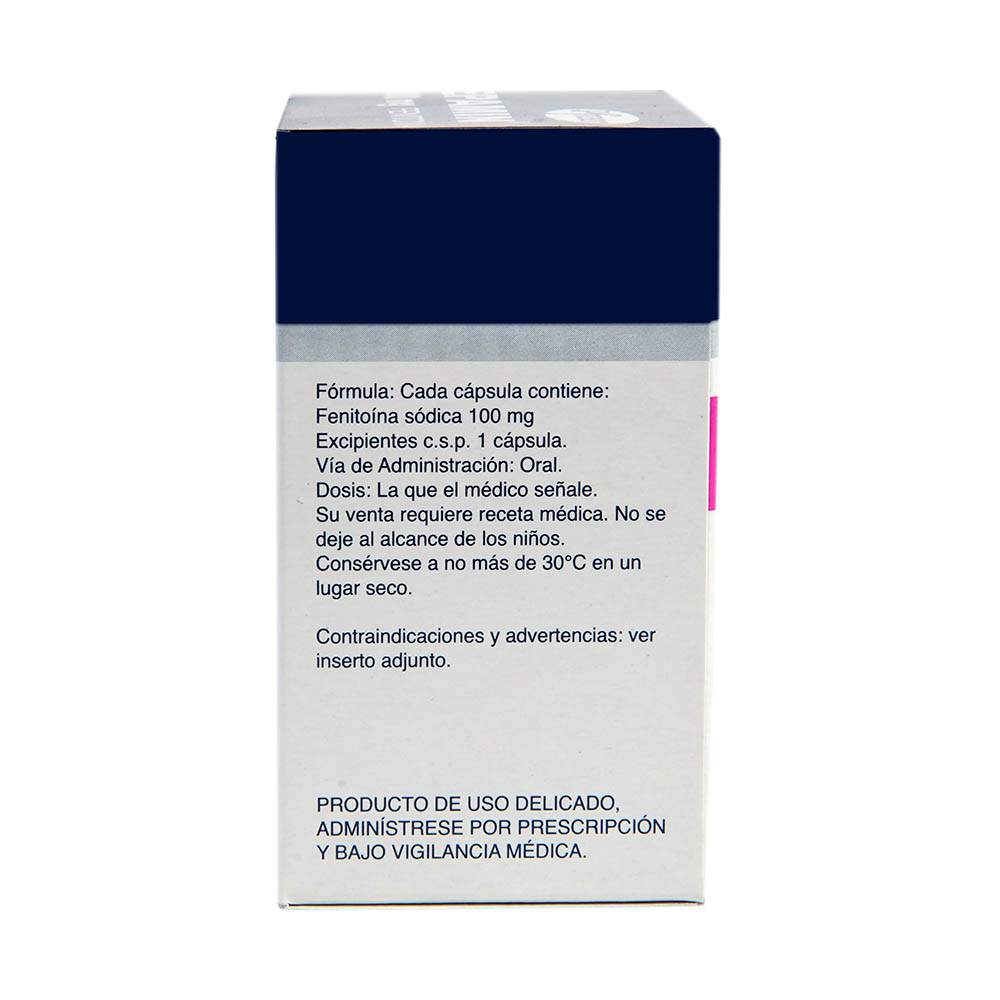 Fórmula: Cada cápsula contiene:
Fenitoína sódica 100 mg
Excipientes c.s.p. 1 cápsula.
Vía de Administración: Oral.
Dosis: La que el médico señale.
Su venta requiere receta médica. No se
deje al alcance de los niños.
Consérvese a no más de 30°C en un
lugar seco.
Contraindicaciones y advertencias: ver
inserto adjunto.
PRODUCTO DE USO DELICADO,
ADMINÍSTRESE POR PRESCRIPCIÓN
Y BAJO VIGILANCIA MÉDICA.